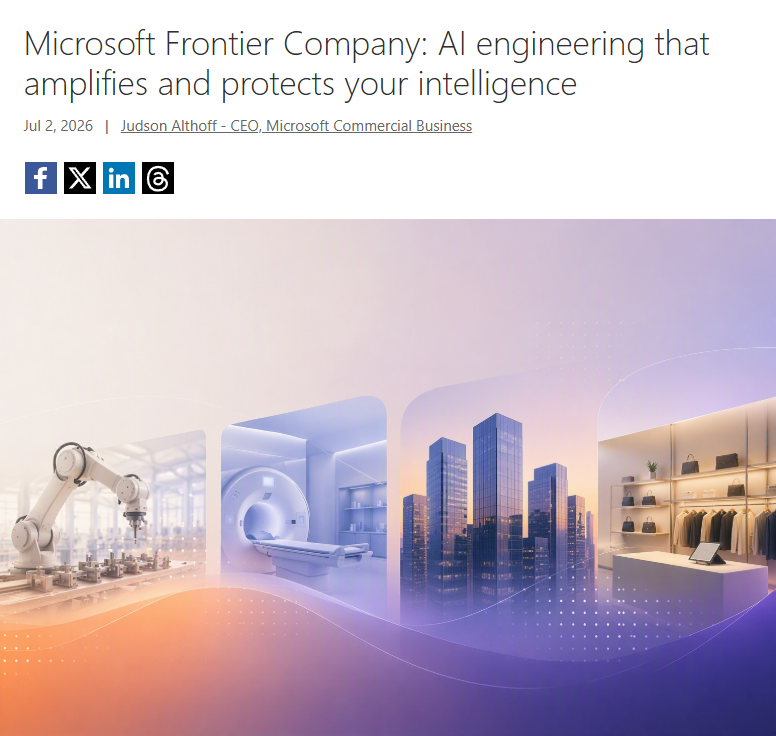 Microsoft Frontier Company: AI engineering that
amplifies and protects your intelligence
Jul 2, 2026 | Judson Althoff - CEO, Microsoft Commercial Business